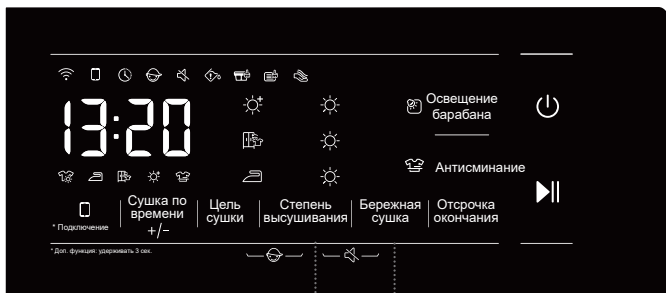 Освещение
барабана
13:20
Антисминание
* Подключение
Сушка по
времени
+/−
Цель
сушки
Степень
высушивания
Бережная
сушка
Отсрочка
окончания
* Доп. функция: удерживать 3 сек.